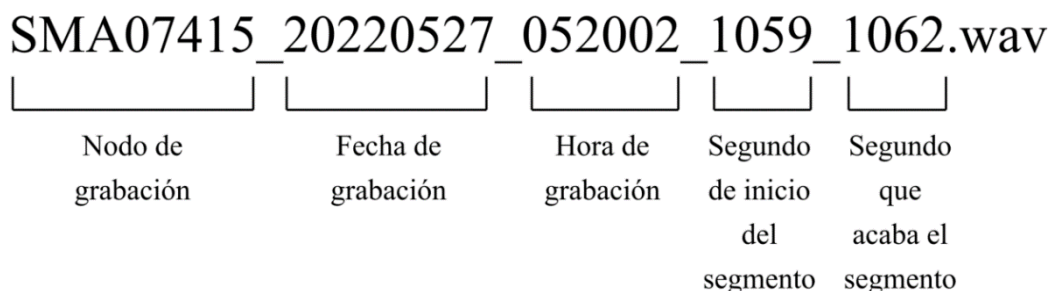 SMA07415_20220527_052002_1059_1062.wav
Nodo de grabación
Fecha de grabación
Hora de grabación
Segundo de inicio del segmento
Segundo que acaba el segmento